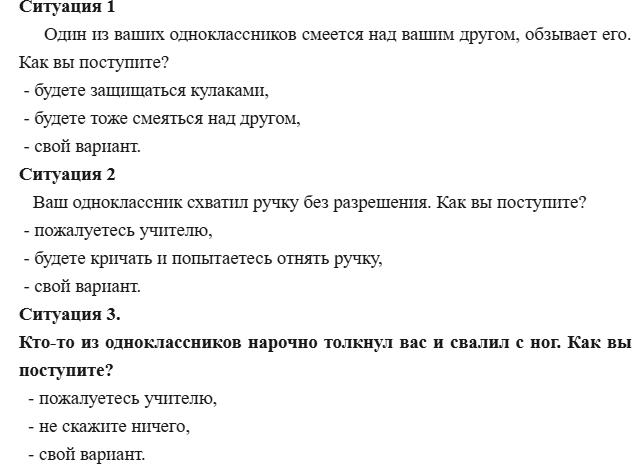 Ситуация 1
Один из ваших одноклассников смеется над вашим другом, обзывает его.
Как вы поступите?
- будете защищаться кулаками,
- будете тоже смеяться над другом,
- свой вариант.
Ситуация 2
Ваш одноклассник схватил ручку без разрешения. Как вы поступите?
- пожалуетесь учителю,
- будете кричать и попытаетесь отнять ручку,
- свой вариант.
Ситуация 3.
Кто-то из одноклассников нарочно толкнул вас и свалил с ног. Как вы
поступите?
- пожалуетесь учителю,
- не скажите ничего,
- свой вариант.